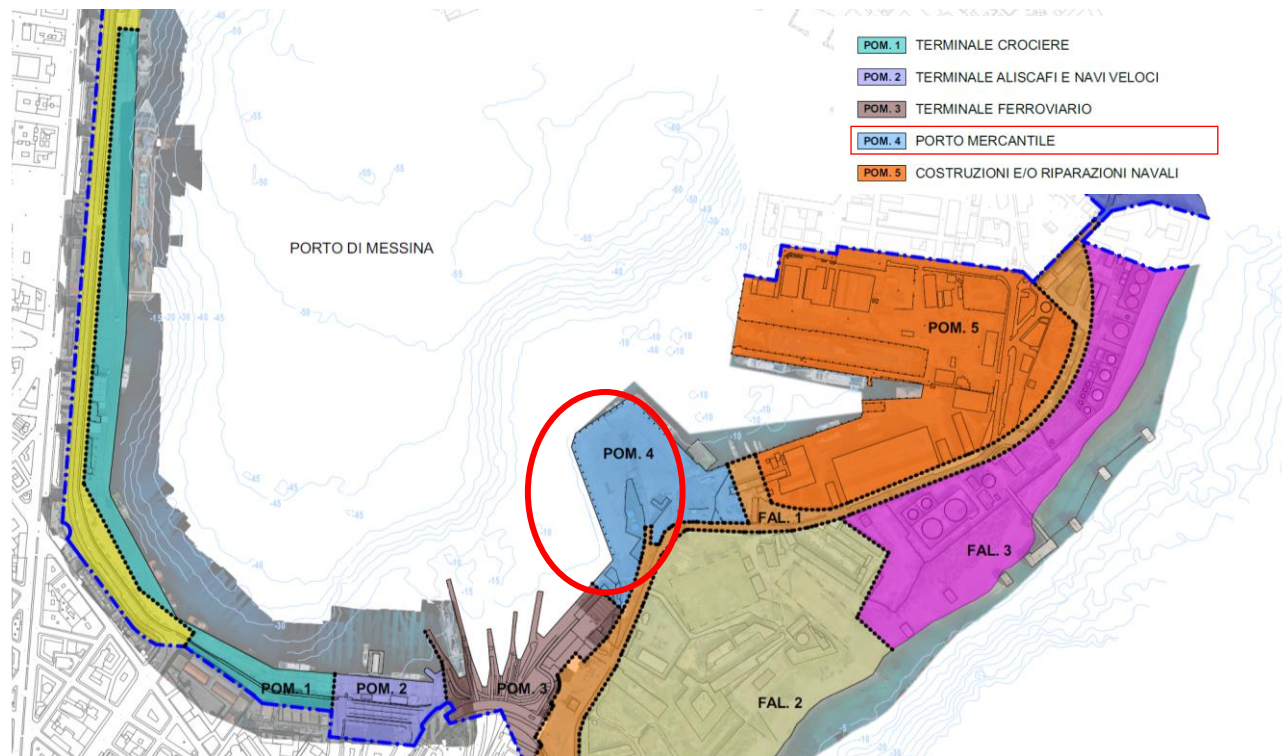 POM. 1 TERMINALE CROCIERE
POM. 2 TERMINALE ALISCAFI E NAVI VELOCI
POM. 3 TERMINALE FERROVIARIO
POM. 4 PORTO MERCANTILE
POM. 5 COSTRUZIONI E/O RIPARAZIONI NAVALI
PORTO DI MESSINA
POM. 5
POM. 4
FAL. 1
FAL. 3
POM. 1
POM. 2
POM. 3
FAL. 2